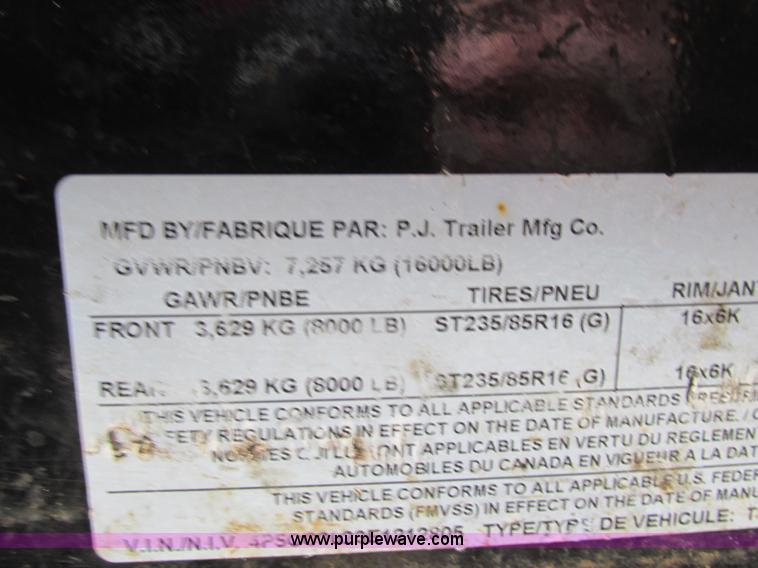 MFD BY/FABRIQUE PAR: P.J. Trailer Mfg Co.
GVWR/PNBV: 7,257 KG (16000LB)
GAWR/PNBE TIRES/PNEU RIM/JAN
FRONT 3,629 KG (8000 LB) ST235/85R16 (G) 16x6K
3,629 KG (8000 LB) ST235/85R16 (G) 16x6K
THIS VEHICLE CONFORMS TO ALL APPLICABLE STANDARDS
REGULATIONS IN EFFECT ON THE DATE OF MANUFACTURE. /
APPLICABLES EN VERTU DU REGLEMEN
AUTOMOBILES DU CANADA EN VIGUEUR A LA DAT
THIS VEHICLE CONFORMS TO ALL APPLICABLE U.S. FEDER
STANDARDS (FMVSS) IN EFFECT ON THE DATE OF MANU
V.I.N./N.I.V. TYPE/TYPE DE VEHICULE: T
www.purplewave.com